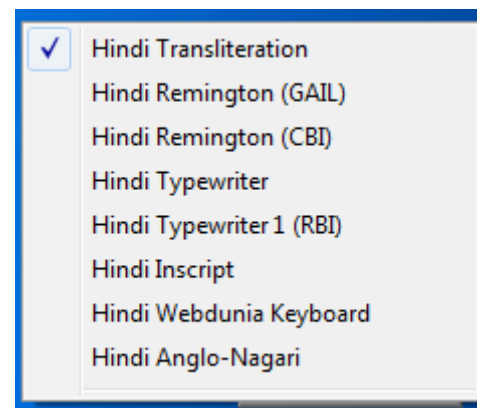 Hindi Transliteration
Hindi Remington (GAIL)
Hindi Remington (CBI)
Hindi Typewriter
Hindi Typewriter 1 (RBI)
Hindi Inscript
Hindi Webdunia Keyboard
Hindi Anglo-Nagari